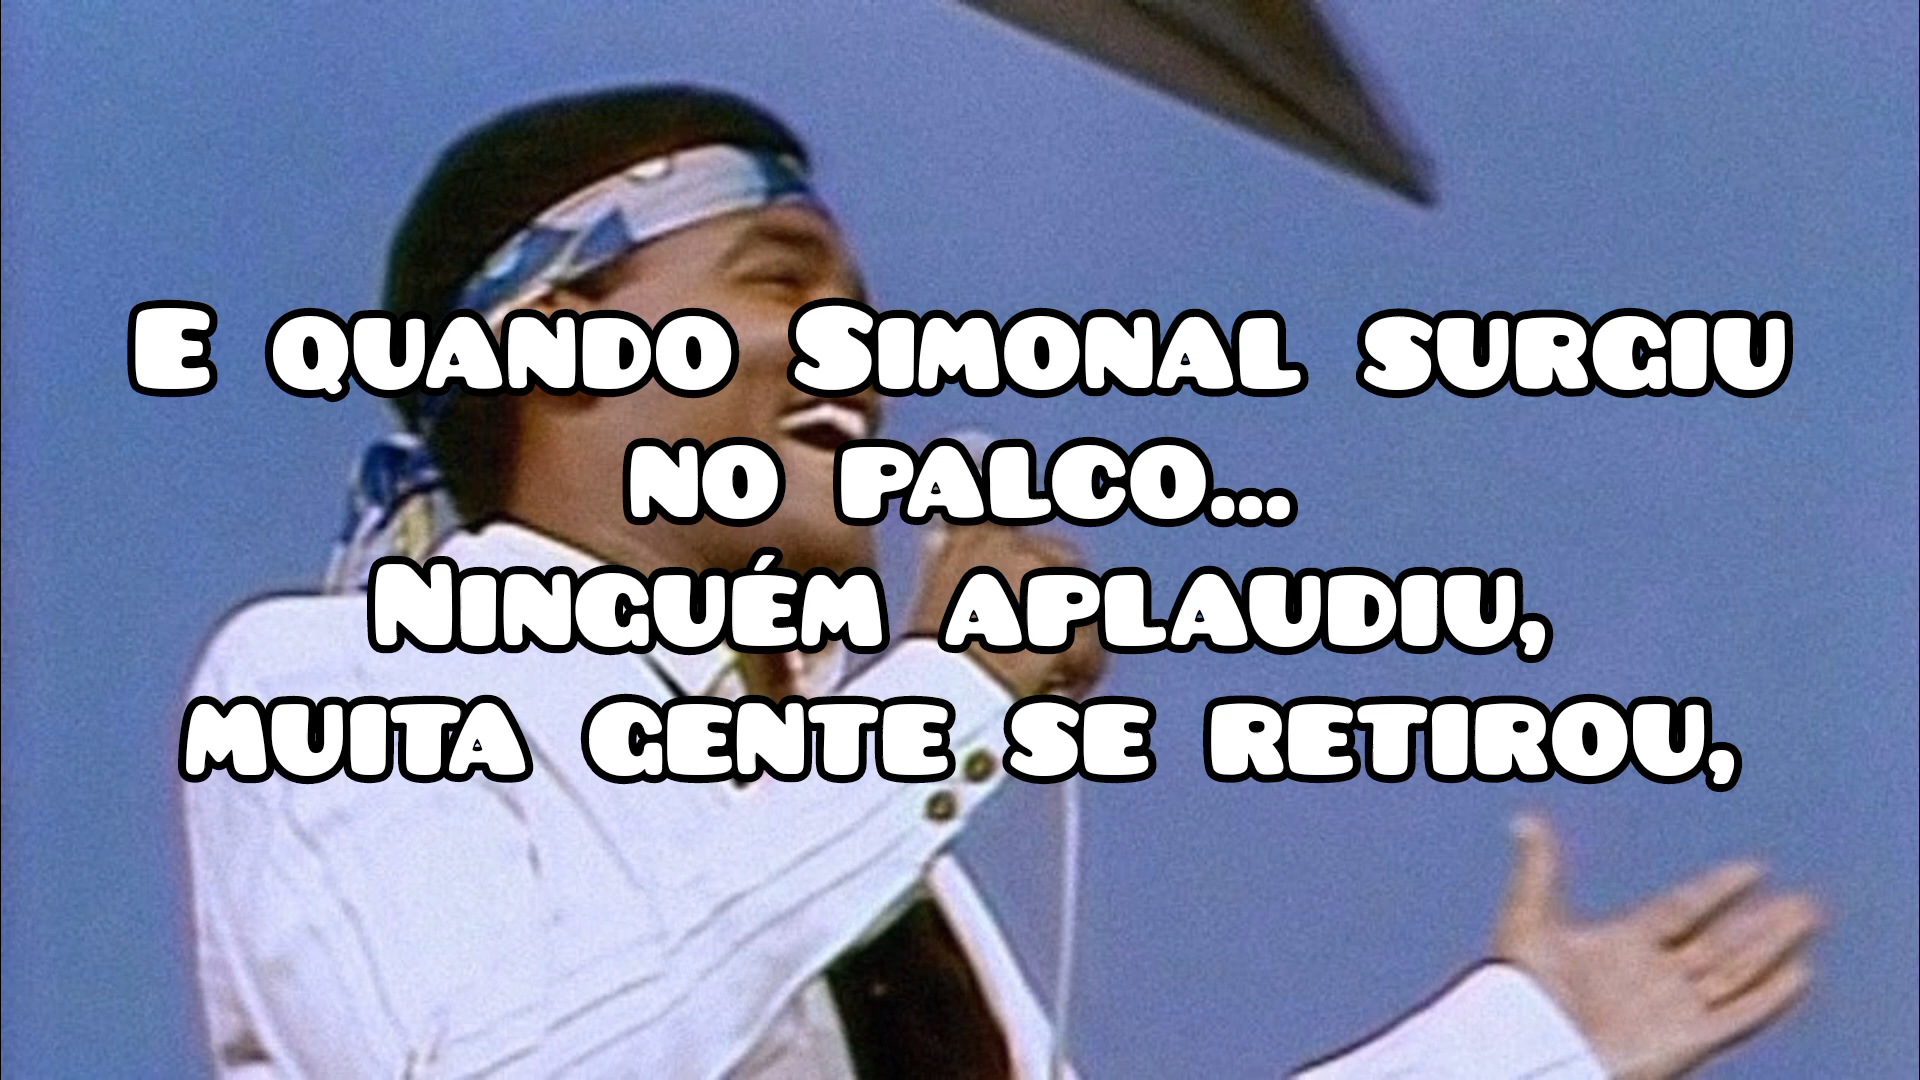 E quando Simonal surgiu
no palco...
Ninguém aplaudiu,
muita gente se retirou,